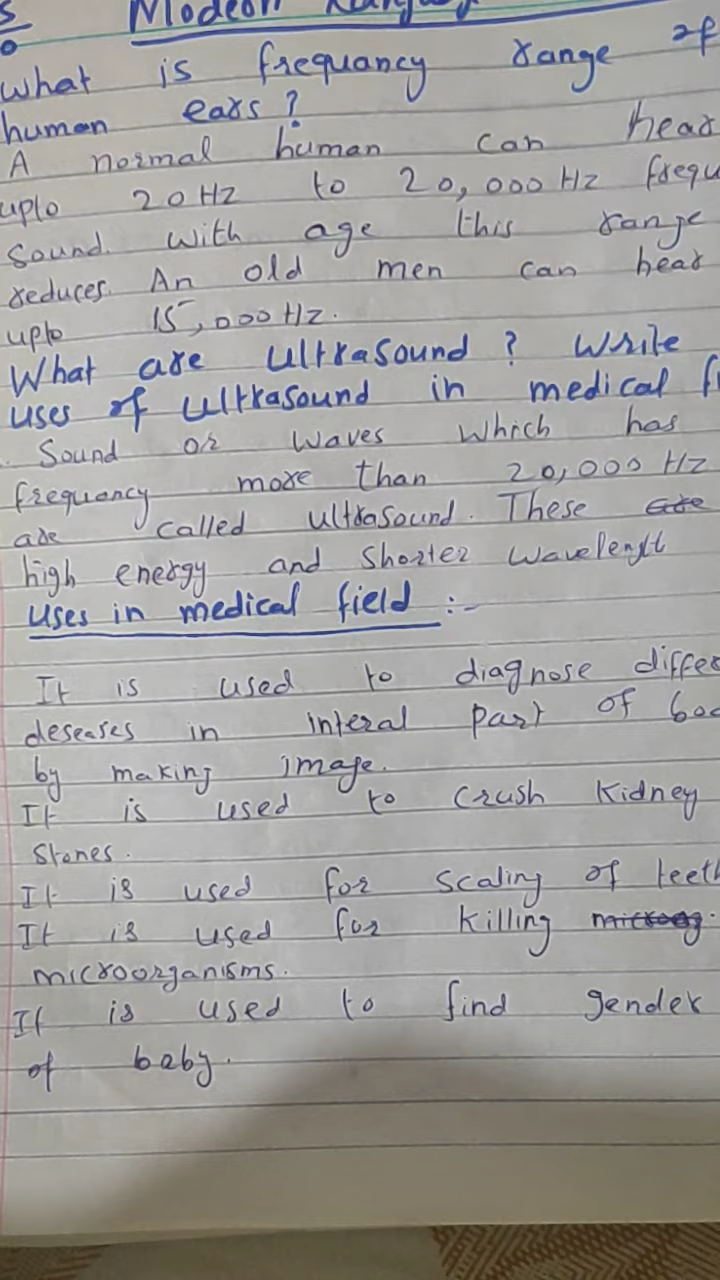 What is frequancy range of
human ears?
A normal human can hear
upto 20Hz to 20,000 Hz frequ
Sound. With age this range
reduces. An old men can hear
upto 15,000 Hz.
What are Ultrasound? Write
uses of Ultrasound in medical fi
Sound or Waves which has
frequency more than 20,000 Hz
are called Ultrasound. These are
high energy and Shorter Wavelengt
Uses in medical field :-
It is used to diagnose differ
deseases in interal part of bod
by making image.
It is used to crush Kidney
Stones.
It is used for scaling of teeth
It is used for killing
microorganisms.
It is used to find gender
of baby.